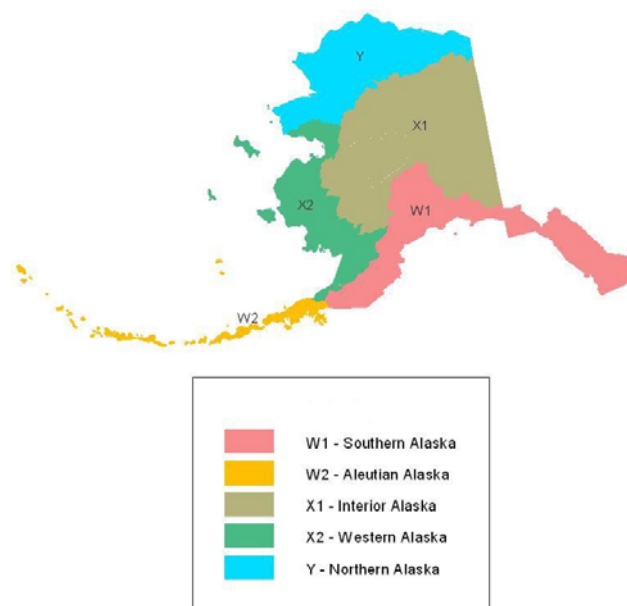 Y
X1
X2
W1
W2
W1 - Southern Alaska
W2 - Aleutian Alaska
X1 - Interior Alaska
X2 - Western Alaska
Y - Northern Alaska